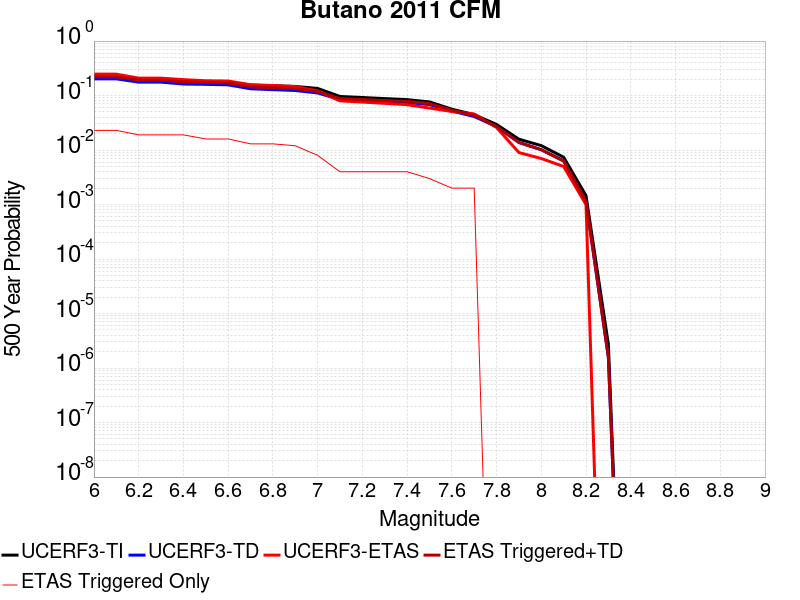 Butano 2011 CFM
10^0
10^-1
10^-2
10^-3
10^-4
10^-5
10^-6
10^-7
10^-8
500 Year Probability
6 6.2 6.4 6.6 6.8 7 7.2 7.4 7.6 7.8 8 8.2 8.4 8.6 8.8 9
Magnitude
UCERF3-TI UCERF3-TD UCERF3-ETAS ETAS Triggered+TD
ETAS Triggered Only